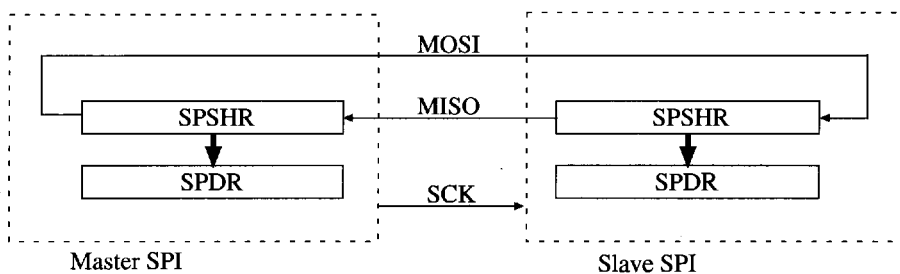 MOSI
SPSHR MISO SPSHR
SPDR SPDR
SCK
Master SPI Slave SPI